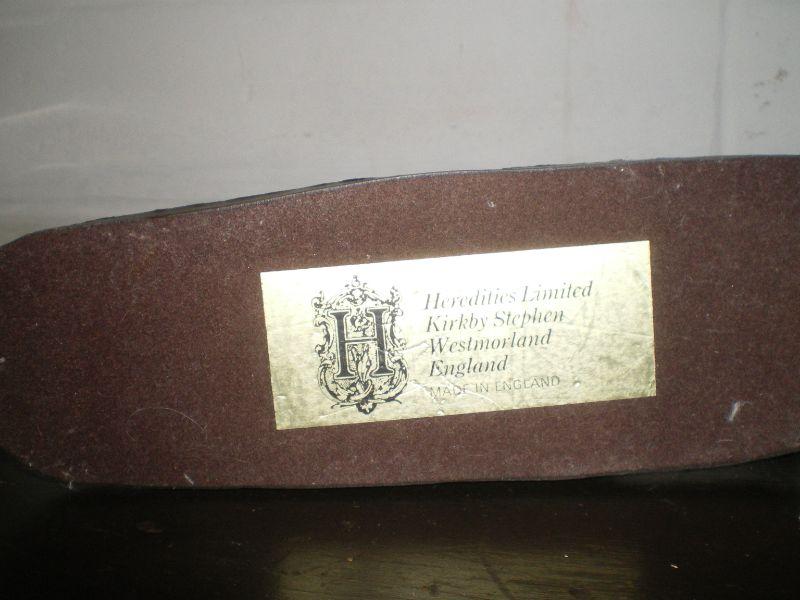 H
Heredities Limited
Kirkby Stephen
Westmorland
England
MADE IN ENGLAND